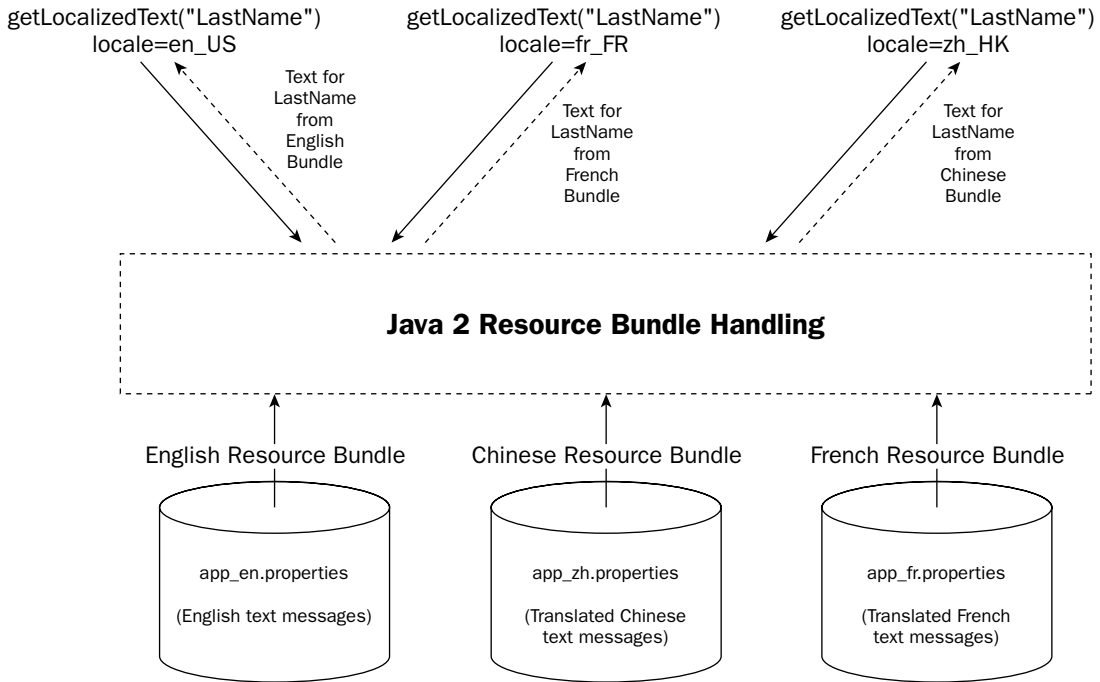 getLocalizedText("LastName")
locale=en_US
getLocalizedText("LastName")
locale=fr_FR
getLocalizedText("LastName")
locale=zh_HK
Text for
LastName
from
English
Bundle
Text for
LastName
from
French
Bundle
Text for
LastName
from
Chinese
Bundle
Java 2 Resource Bundle Handling
English Resource Bundle
Chinese Resource Bundle
French Resource Bundle
app_en.properties
(English text messages)
app_zh.properties
(Translated Chinese
text messages)
app_fr.properties
(Translated French
text messages)